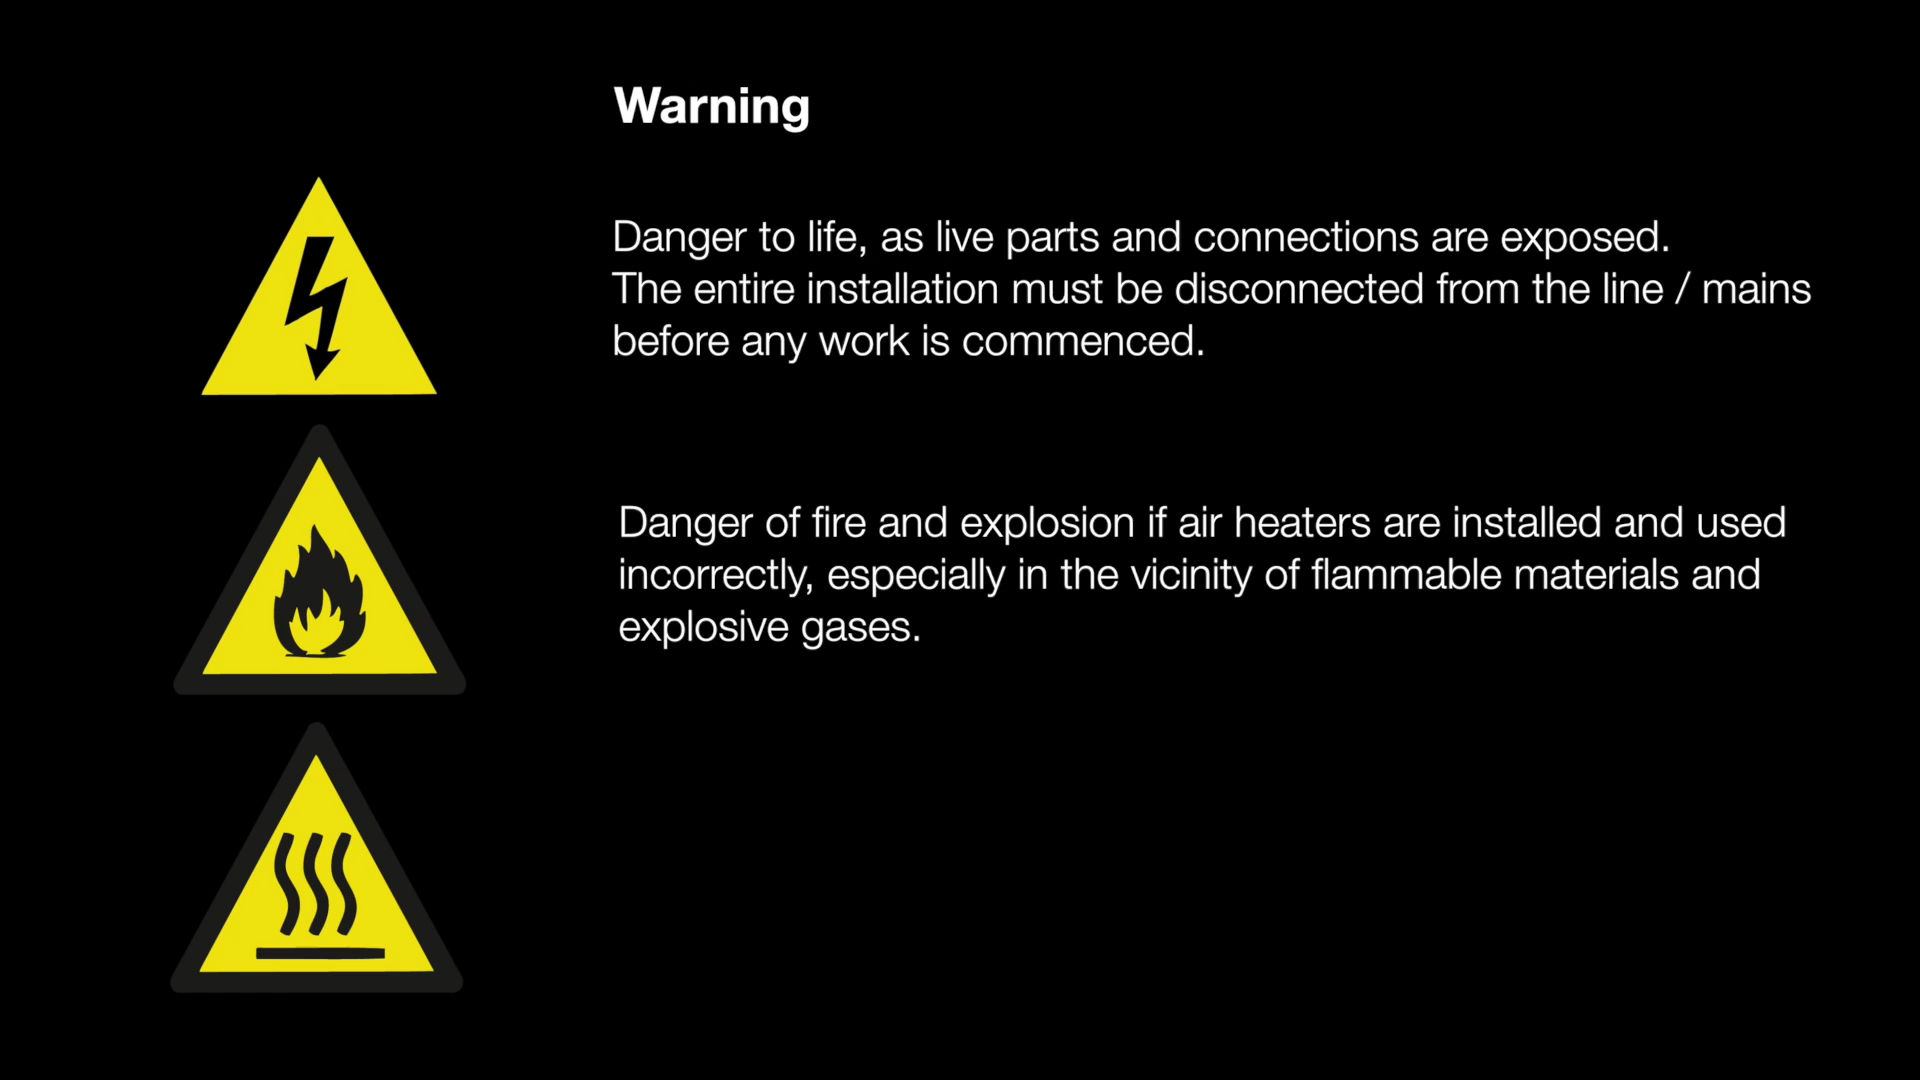 Warning
Danger to life, as live parts and connections are exposed.
The entire installation must be disconnected from the line / mains
before any work is commenced.
Danger of fire and explosion if air heaters are installed and used
incorrectly, especially in the vicinity of flammable materials and
explosive gases.